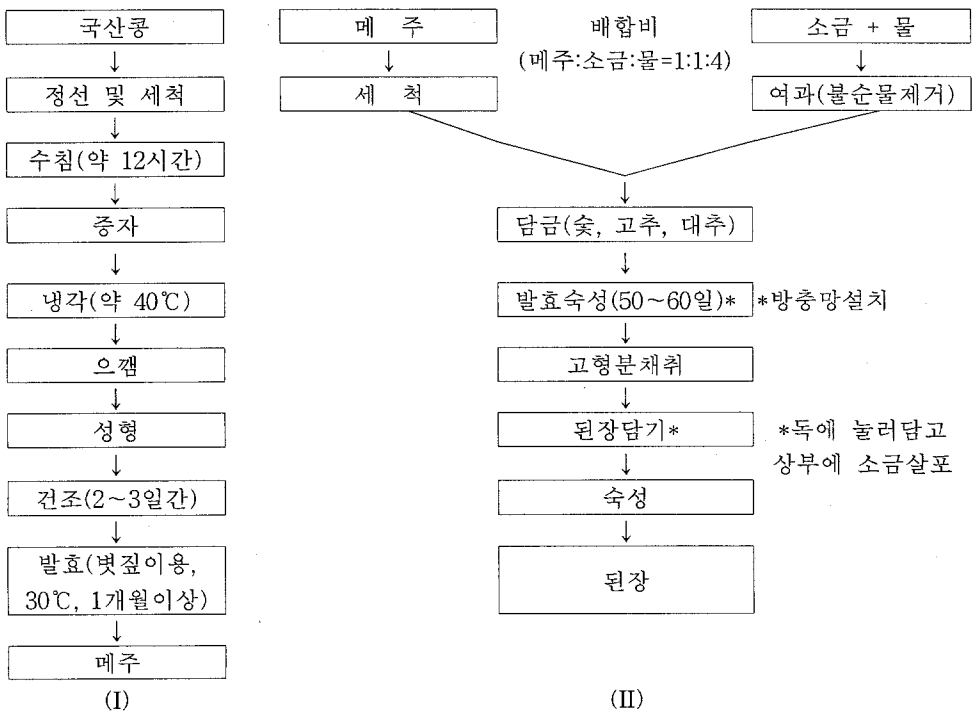 국산콩
정선 및 세척
수침(약 12시간)
증자
냉각(약 40℃)
으깸
성형
건조(2~3일간)
발효(볏짚이용,
30℃, 1개월이상)
메주
(I)
메 주
세 척
배합비
(메주:소금:물=1:1:4)
소금 + 물
여과(불순물제거)
담금(숯, 고추, 대추)
발효숙성(50~60일)* *방충망설치
고형분채취
된장담기*
*독에 눌러담고
상부에 소금살포
숙성
된장
(II)